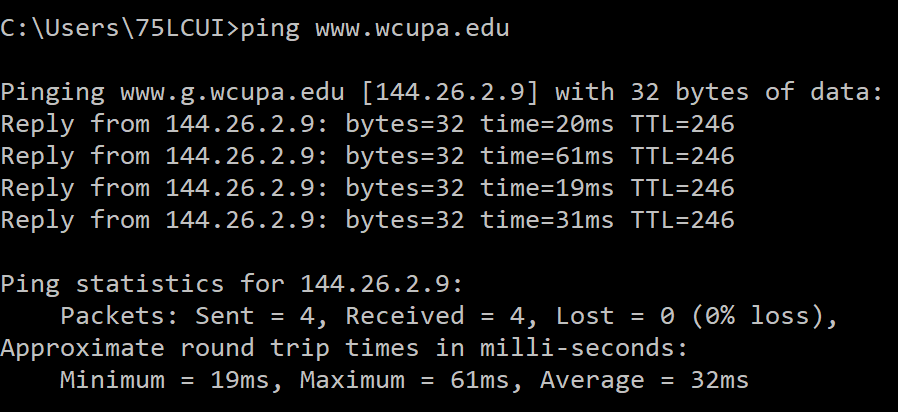 C:\Users\75LCUI>ping www.wcupa.edu
Pinging www.g.wcupa.edu [144.26.2.9] with 32 bytes of data:
Reply from 144.26.2.9: bytes=32 time=20ms TTL=246
Reply from 144.26.2.9: bytes=32 time=61ms TTL=246
Reply from 144.26.2.9: bytes=32 time=19ms TTL=246
Reply from 144.26.2.9: bytes=32 time=31ms TTL=246
Ping statistics for 144.26.2.9:
    Packets: Sent = 4, Received = 4, Lost = 0 (0% loss),
Approximate round trip times in milli-seconds:
    Minimum = 19ms, Maximum = 61ms, Average = 32ms